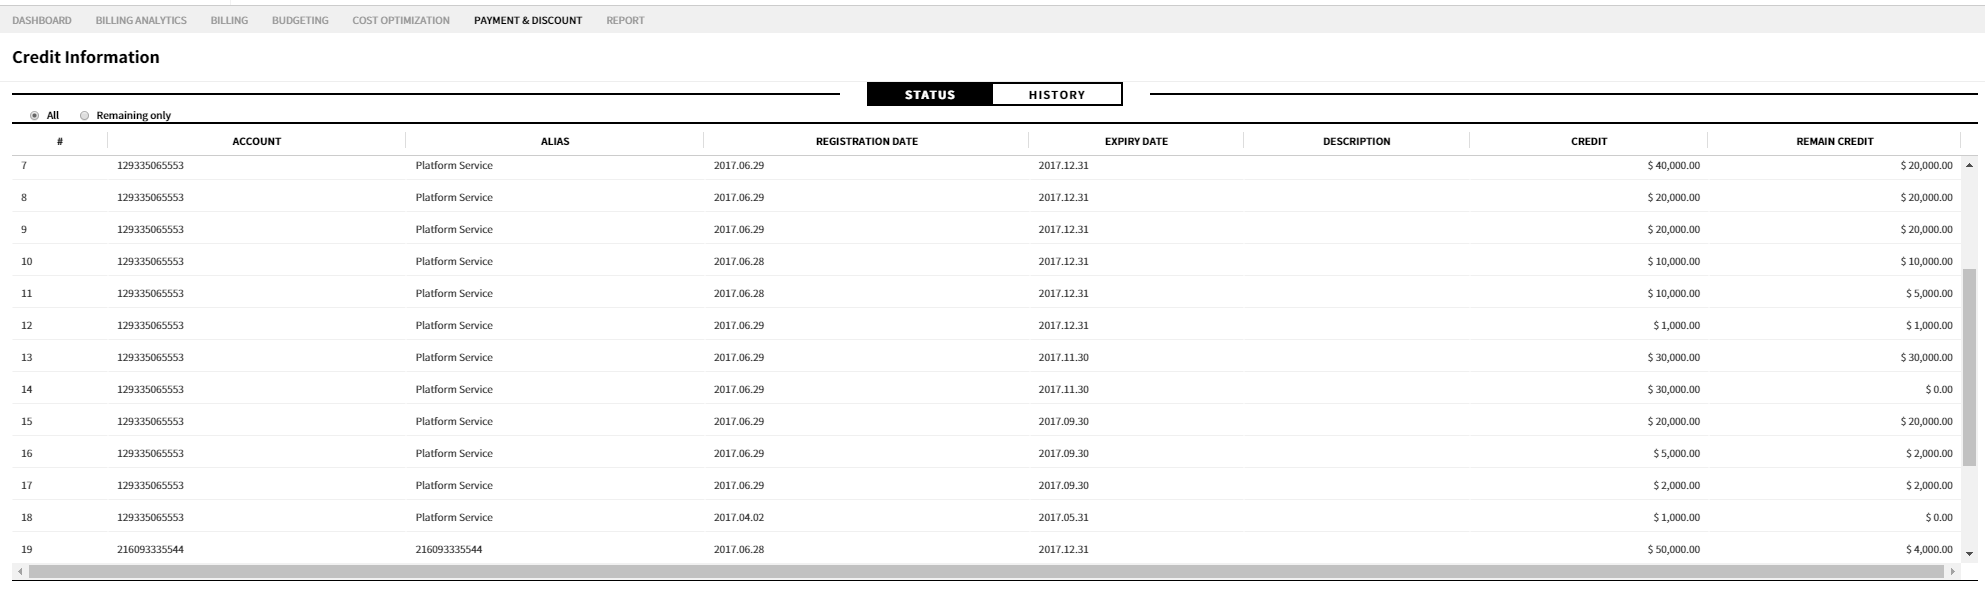 DASHBOARD BILLING ANALYTICS BILLING BUDGETING COST OPTIMIZATION PAYMENT & DISCOUNT REPORT
Credit Information
STATUS HISTORY
All Remaining only
# ACCOUNT ALIAS REGISTRATION DATE EXPIRY DATE DESCRIPTION CREDIT REMAIN CREDIT
7 129335065553 Platform Service 2017.06.29 2017.12.31 $ 40,000.00 $ 20,000.00
8 129335065553 Platform Service 2017.06.29 2017.12.31 $ 20,000.00 $ 20,000.00
9 129335065553 Platform Service 2017.06.29 2017.12.31 $ 20,000.00 $ 20,000.00
10 129335065553 Platform Service 2017.06.28 2017.12.31 $ 10,000.00 $ 10,000.00
11 129335065553 Platform Service 2017.06.28 2017.12.31 $ 10,000.00 $ 5,000.00
12 129335065553 Platform Service 2017.06.29 2017.12.31 $ 1,000.00 $ 1,000.00
13 129335065553 Platform Service 2017.06.29 2017.11.30 $ 30,000.00 $ 30,000.00
14 129335065553 Platform Service 2017.06.29 2017.11.30 $ 30,000.00 $ 0.00
15 129335065553 Platform Service 2017.06.29 2017.09.30 $ 20,000.00 $ 20,000.00
16 129335065553 Platform Service 2017.06.29 2017.09.30 $ 5,000.00 $ 2,000.00
17 129335065553 Platform Service 2017.06.29 2017.09.30 $ 2,000.00 $ 2,000.00
18 129335065553 Platform Service 2017.04.02 2017.05.31 $ 1,000.00 $ 0.00
19 216093335544 216093335544 2017.06.28 2017.12.31 $ 50,000.00 $ 4,000.00